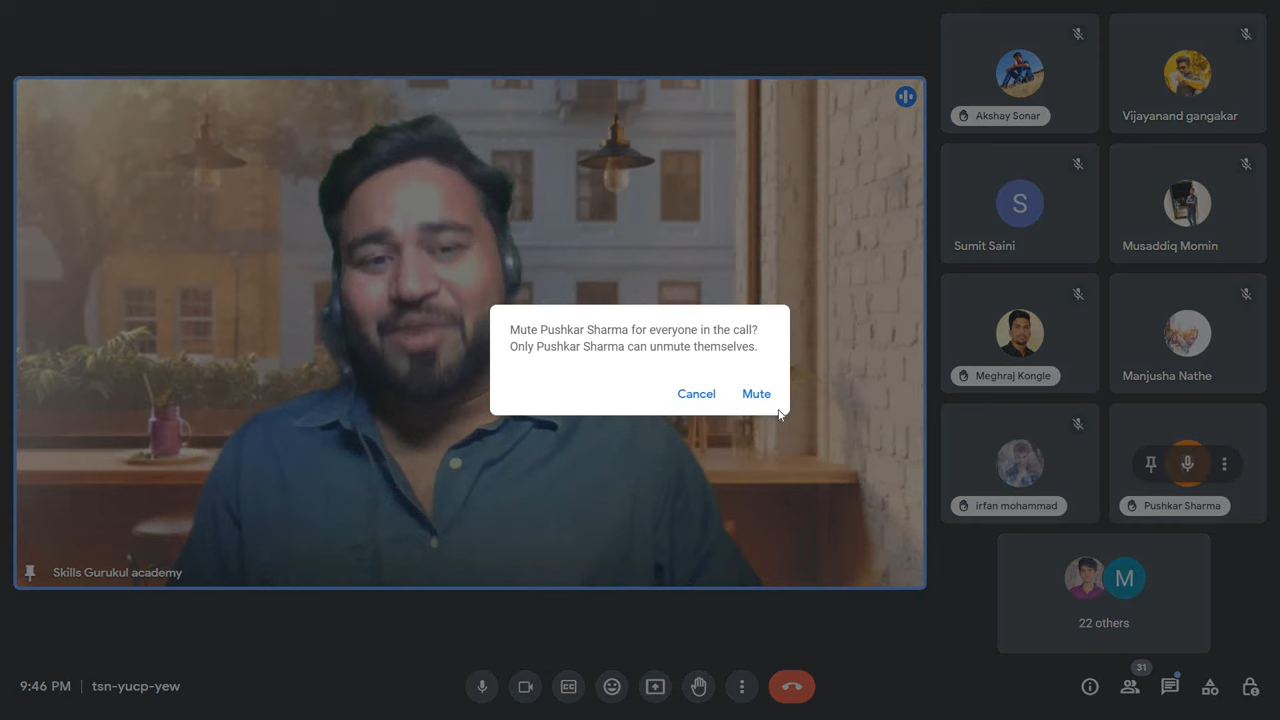 Akshay Sonar
Vijayanand gangakar
S
Sumit Saini
Musaddiq Momin
Mute Pushkar Sharma for everyone in the call?
Only Pushkar Sharma can unmute themselves.
Cancel
Mute
Meghraj Kongle
Manjusha Nathe
irfan mohammad
Pushkar Sharma
Skills Gurukul academy
M
22 others
9:46 PM | tsn-yucp-yew
CC
31